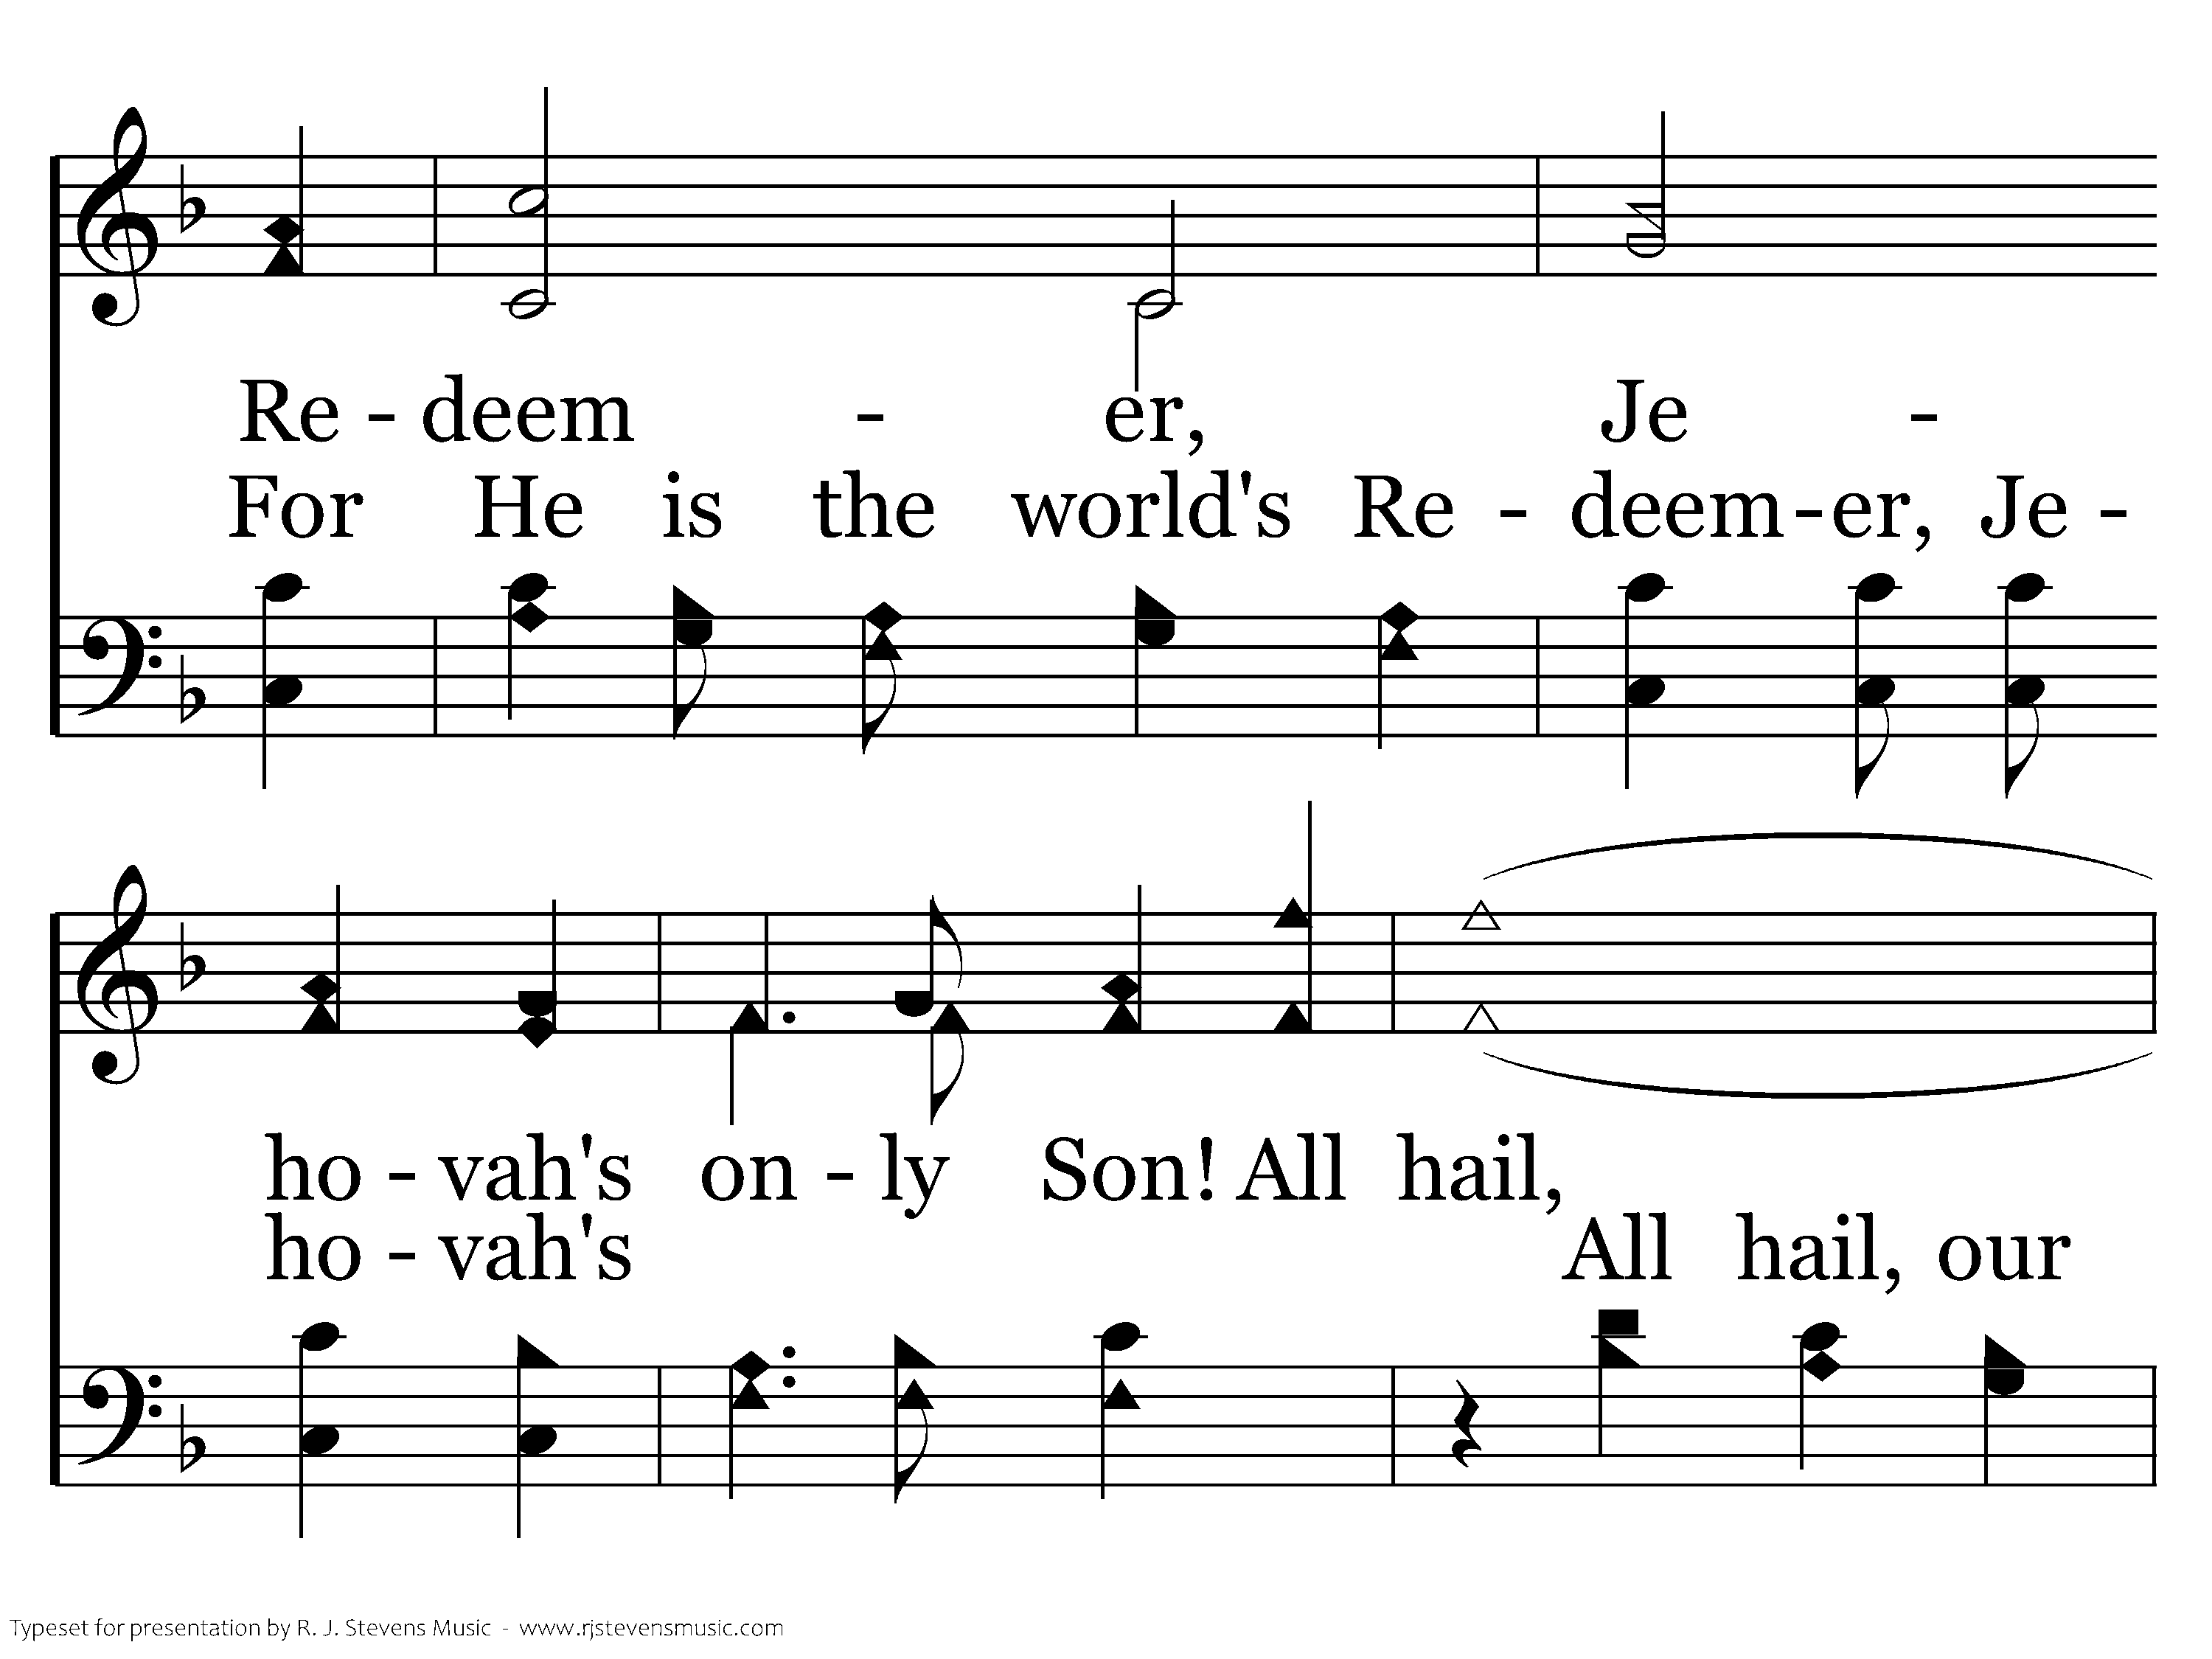 Re - deem - er, Je -
For He is the world's Re - deem - er, Je -
ho - vah's on - ly Son! All hail,
ho - vah's All hail, our
Typeset for presentation by R. J. Stevens Music - www.rjstevensmusic.com